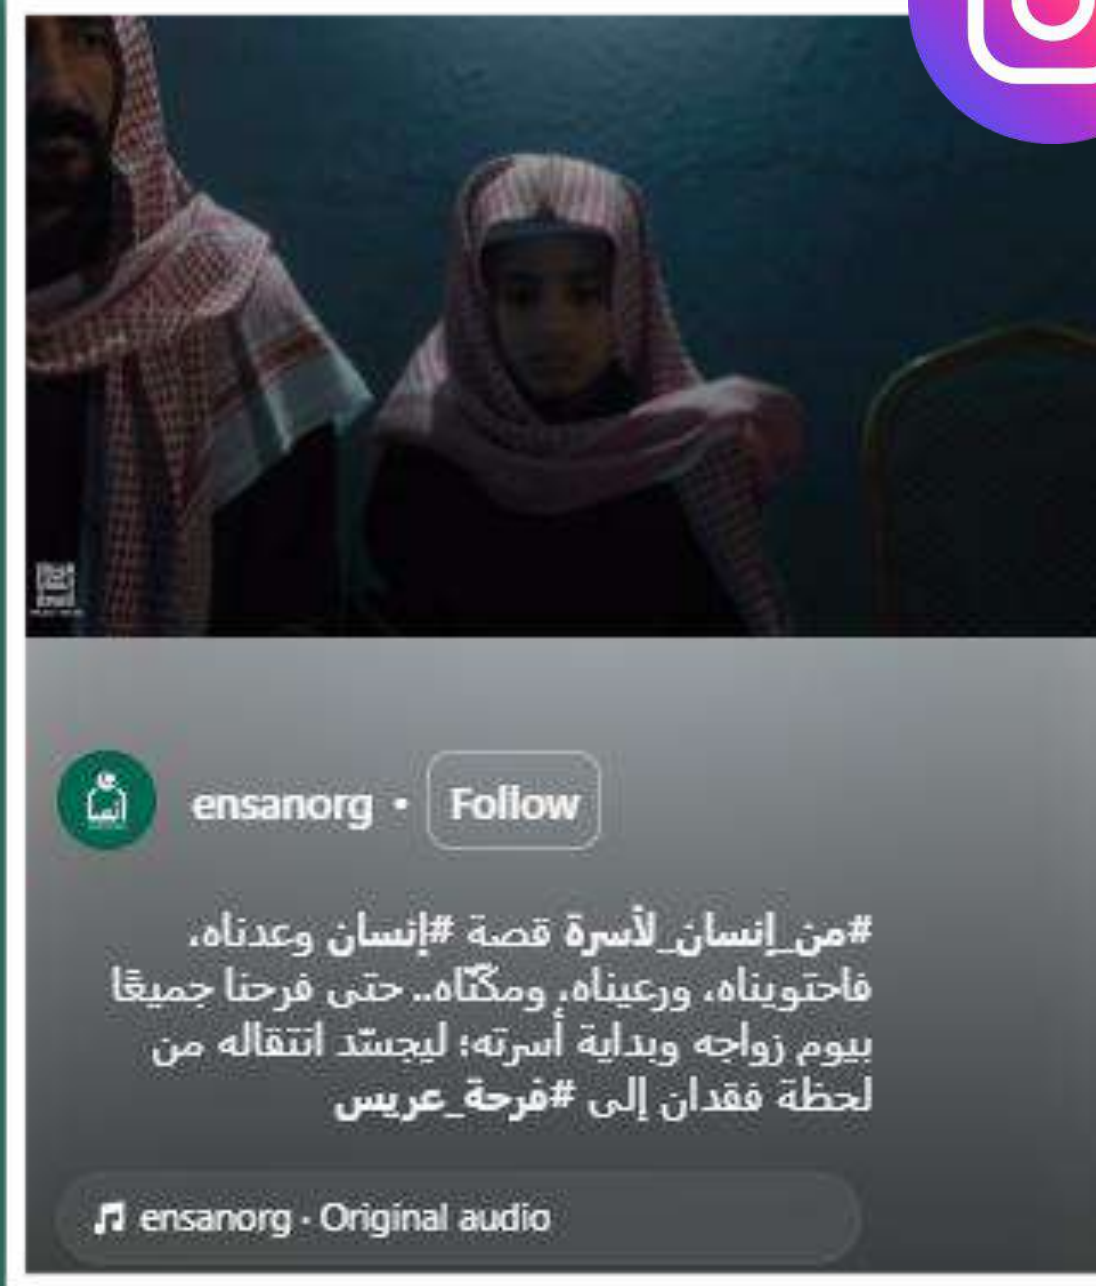 ensanorg • Follow
#من_إنسان_لأسرة قصة #إنسان وعدناه،
فاحتويناه، ورعيناه، ومكّنّاه.. حتى فرحنا جميعًا
بيوم زواجه وبداية أسرته؛ ليجسّد انتقاله من
لحظة فقدان إلى #فرحة_عريس
ensanorg · Original audio